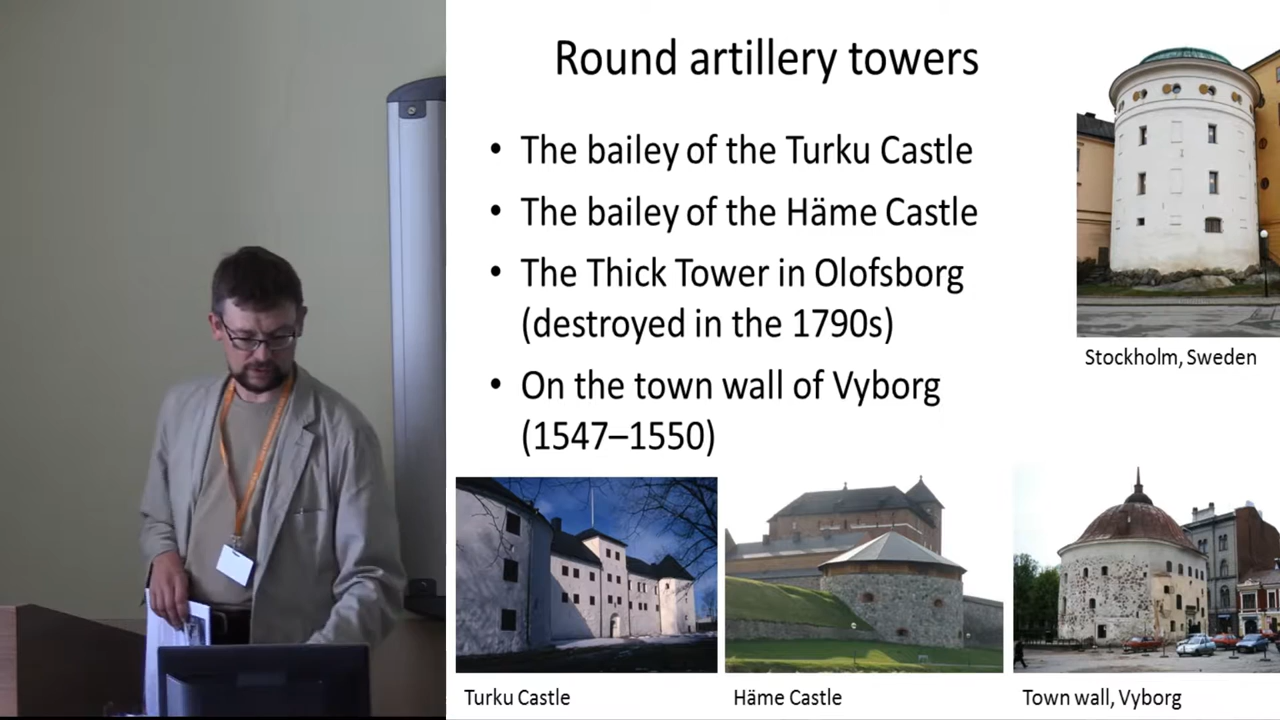 Round artillery towers
• The bailey of the Turku Castle
• The bailey of the Häme Castle
• The Thick Tower in Olofsborg
(destroyed in the 1790s)
• On the town wall of Vyborg
(1547–1550)
Stockholm, Sweden
Turku Castle
Häme Castle
Town wall, Vyborg